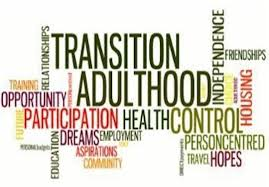 RELATIONSHIPS
TRANSITION
FRIENDSHIPS
TRAINING
ADULTHOOD
INDEPENDENCE
HOUSING
OPPORTUNITY
FUTURE
PARTICIPATION
HEALTH
CONTROL
EDUCATION
DREAMS
EMPLOYMENT
PERSONCENTRED
ASPIRATIONS
TRAVEL
HOPES
COMMUNITY